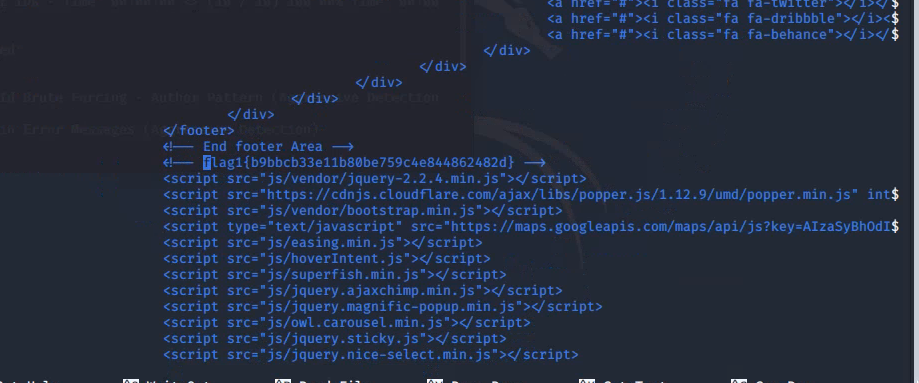 <a href="#"><i class="fa fa-twitter"></i></$
<a href="#"><i class="fa fa-dribbble"></i><$
<a href="#"><i class="fa fa-behance"></i></$
</div>
</div>
</div>
</div>
</div>
</footer>
<!-- End footer Area -->
<!-- flag1{b9bbcb33e11b80be759c4e844862482d} -->
<script src="js/vendor/jquery-2.2.4.min.js"></script>
<script src="https://cdnjs.cloudflare.com/ajax/libs/popper.js/1.12.9/umd/popper.min.js" int$
<script src="js/vendor/bootstrap.min.js"></script>
<script type="text/javascript" src="https://maps.googleapis.com/maps/api/js?key=AIzaSyBhOdI$
<script src="js/easing.min.js"></script>
<script src="js/hoverIntent.js"></script>
<script src="js/superfish.min.js"></script>
<script src="js/jquery.ajaxchimp.min.js"></script>
<script src="js/jquery.magnific-popup.min.js"></script>
<script src="js/owl.carousel.min.js"></script>
<script src="js/jquery.sticky.js"></script>
<script src="js/jquery.nice-select.min.js"></script>